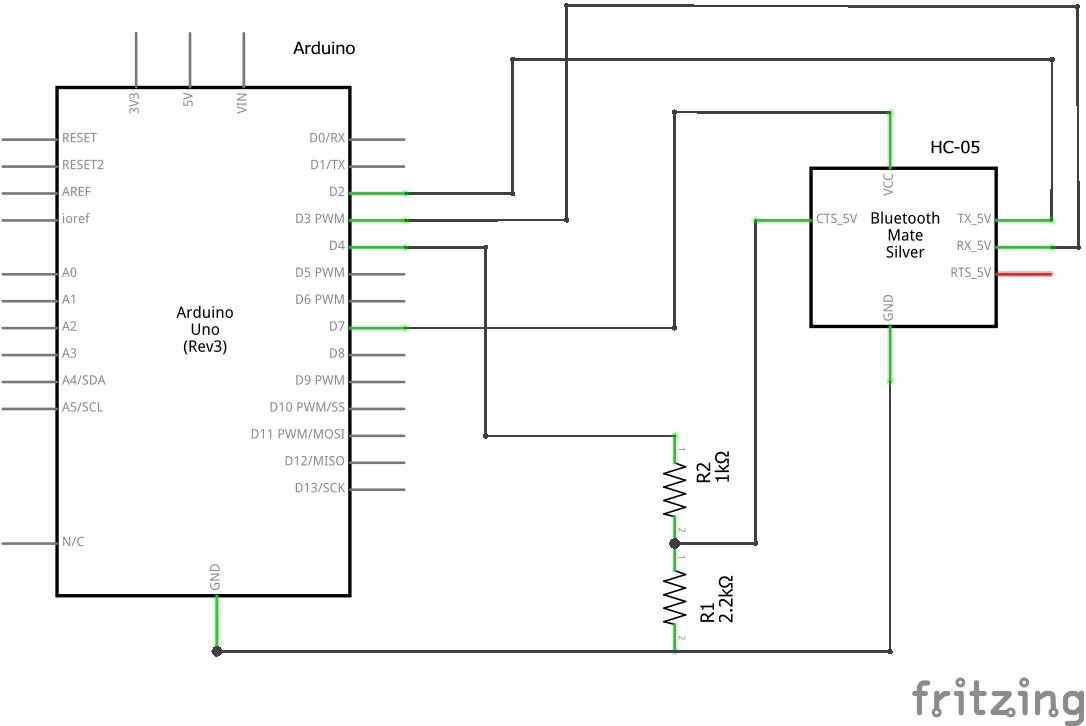 Arduino
3V3
5V
VIN
RESET
RESET2
AREF
ioref
A0
A1
A2
A3
A4/SDA
A5/SCL
N/C
Arduino
Uno
(Rev3)
D0/RX
D1/TX
D2
D3 PWM
D4
D5 PWM
D6 PWM
D7
D8
D9 PWM
D10 PWM/SS
D11 PWM/MOSI
D12/MISO
D13/SCK
GND
HC-05
VCC
CTS_5V
Bluetooth
Mate
Silver
TX_5V
RX_5V
RTS_5V
GND
1
R2
1kΩ
2
1
R1
2.2kΩ
2
fritzing